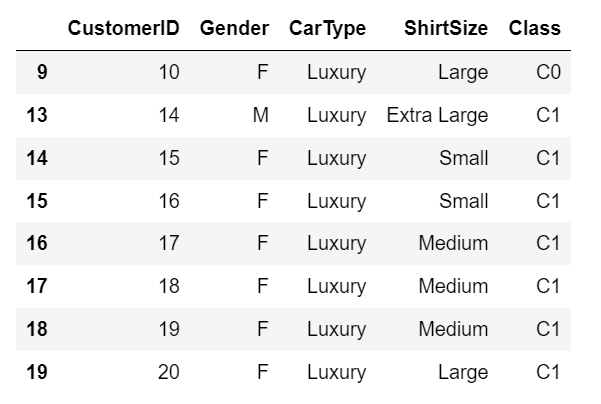 CustomerID Gender CarType ShirtSize Class
9 10 F Luxury Large C0
13 14 M Luxury Extra Large C1
14 15 F Luxury Small C1
15 16 F Luxury Small C1
16 17 F Luxury Medium C1
17 18 F Luxury Medium C1
18 19 F Luxury Medium C1
19 20 F Luxury Large C1